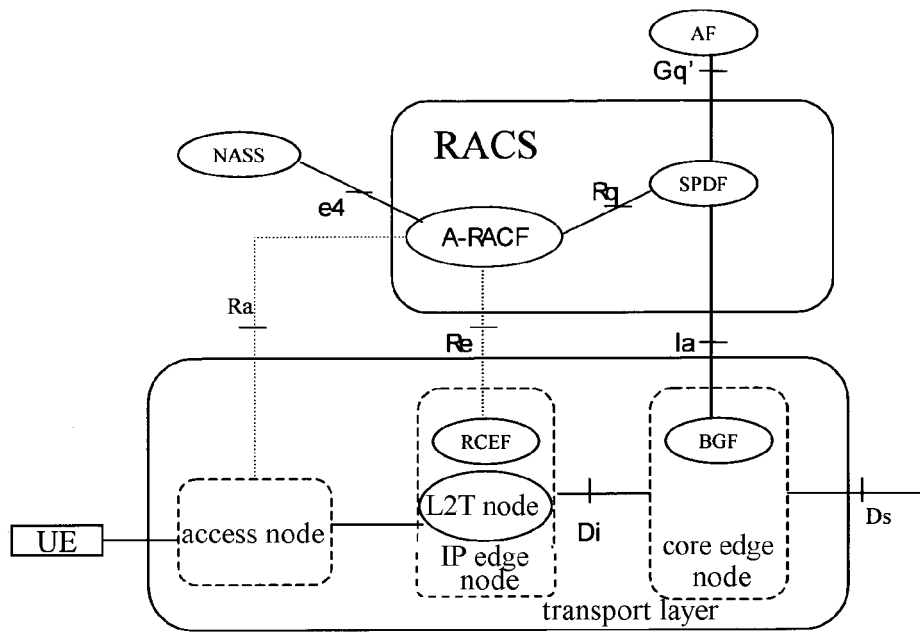 AF
Gq'
RACS
NASS
SPDF
Rq
e4
A-RACF
Ra
Re
Ia
RCEF
BGF
L2T node
access node
Di
Ds
UE
IP edge
node
core edge
node
transport layer